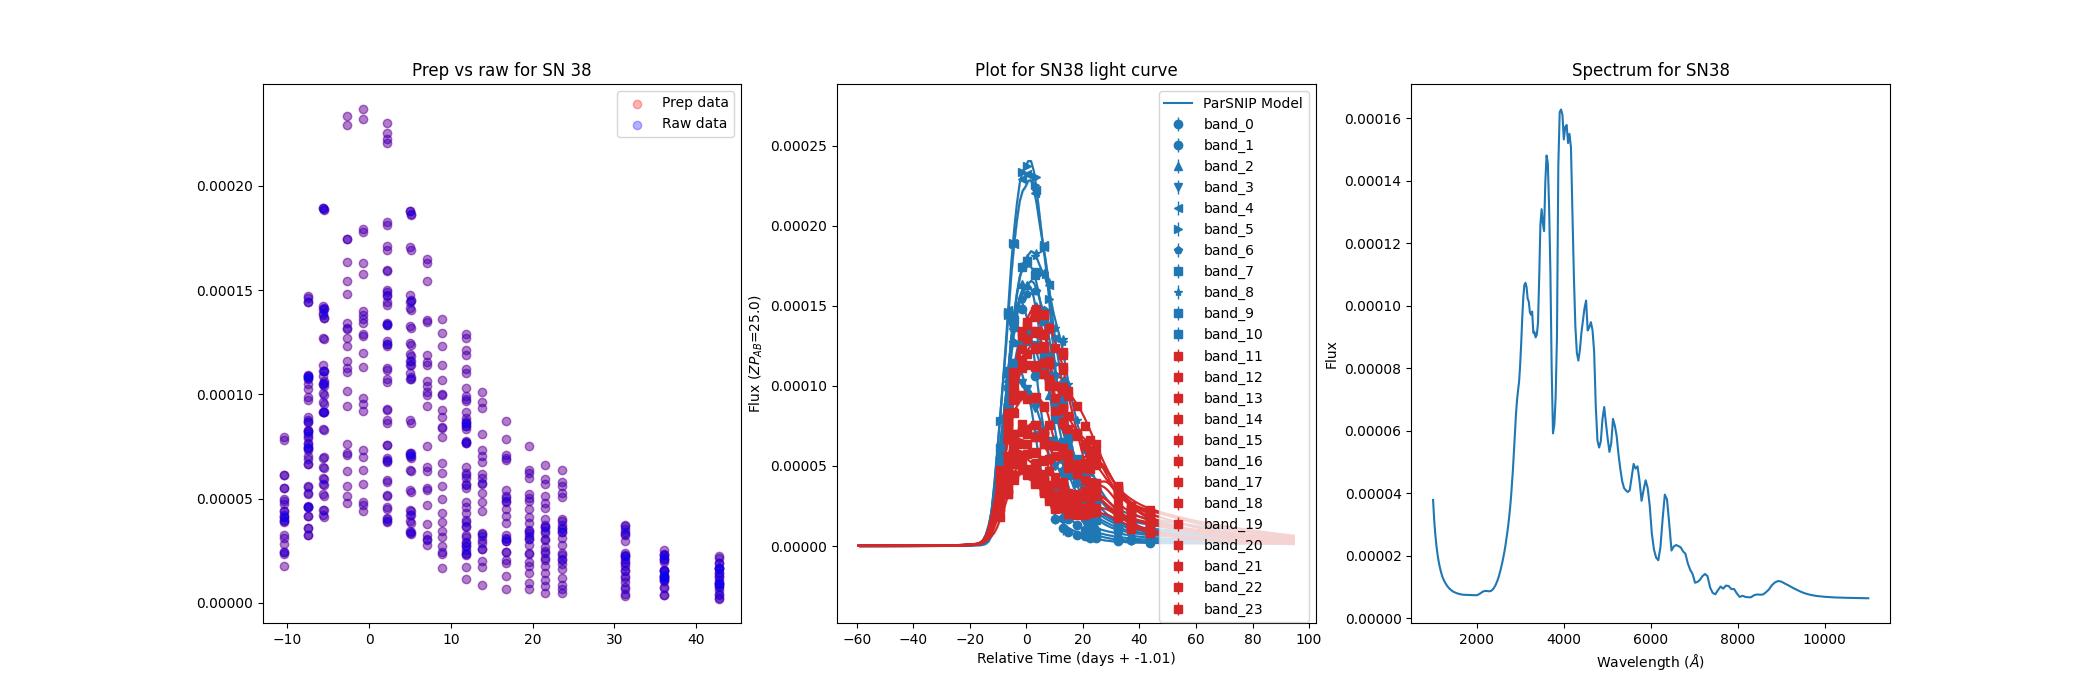 Prep vs raw for SN 38
Prep data
Raw data
0.00020
0.00015
0.00010
0.00005
0.00000
−10
0
10
20
30
40
Plot for SN38 light curve
ParSNIP Model
band_0
band_1
band_2
band_3
band_4
band_5
band_6
band_7
band_8
band_9
band_10
band_11
band_12
band_13
band_14
band_15
band_16
band_17
band_18
band_19
band_20
band_21
band_22
band_23
Flux (ZP_AB=25.0)
0.00025
0.00020
0.00015
0.00010
0.00005
0.00000
−60
−40
−20
0
20
40
60
80
100
Relative Time (days + -1.01)
Spectrum for SN38
Flux
0.00016
0.00014
0.00012
0.00010
0.00008
0.00006
0.00004
0.00002
0.00000
2000
4000
6000
8000
10000
Wavelength (Å)